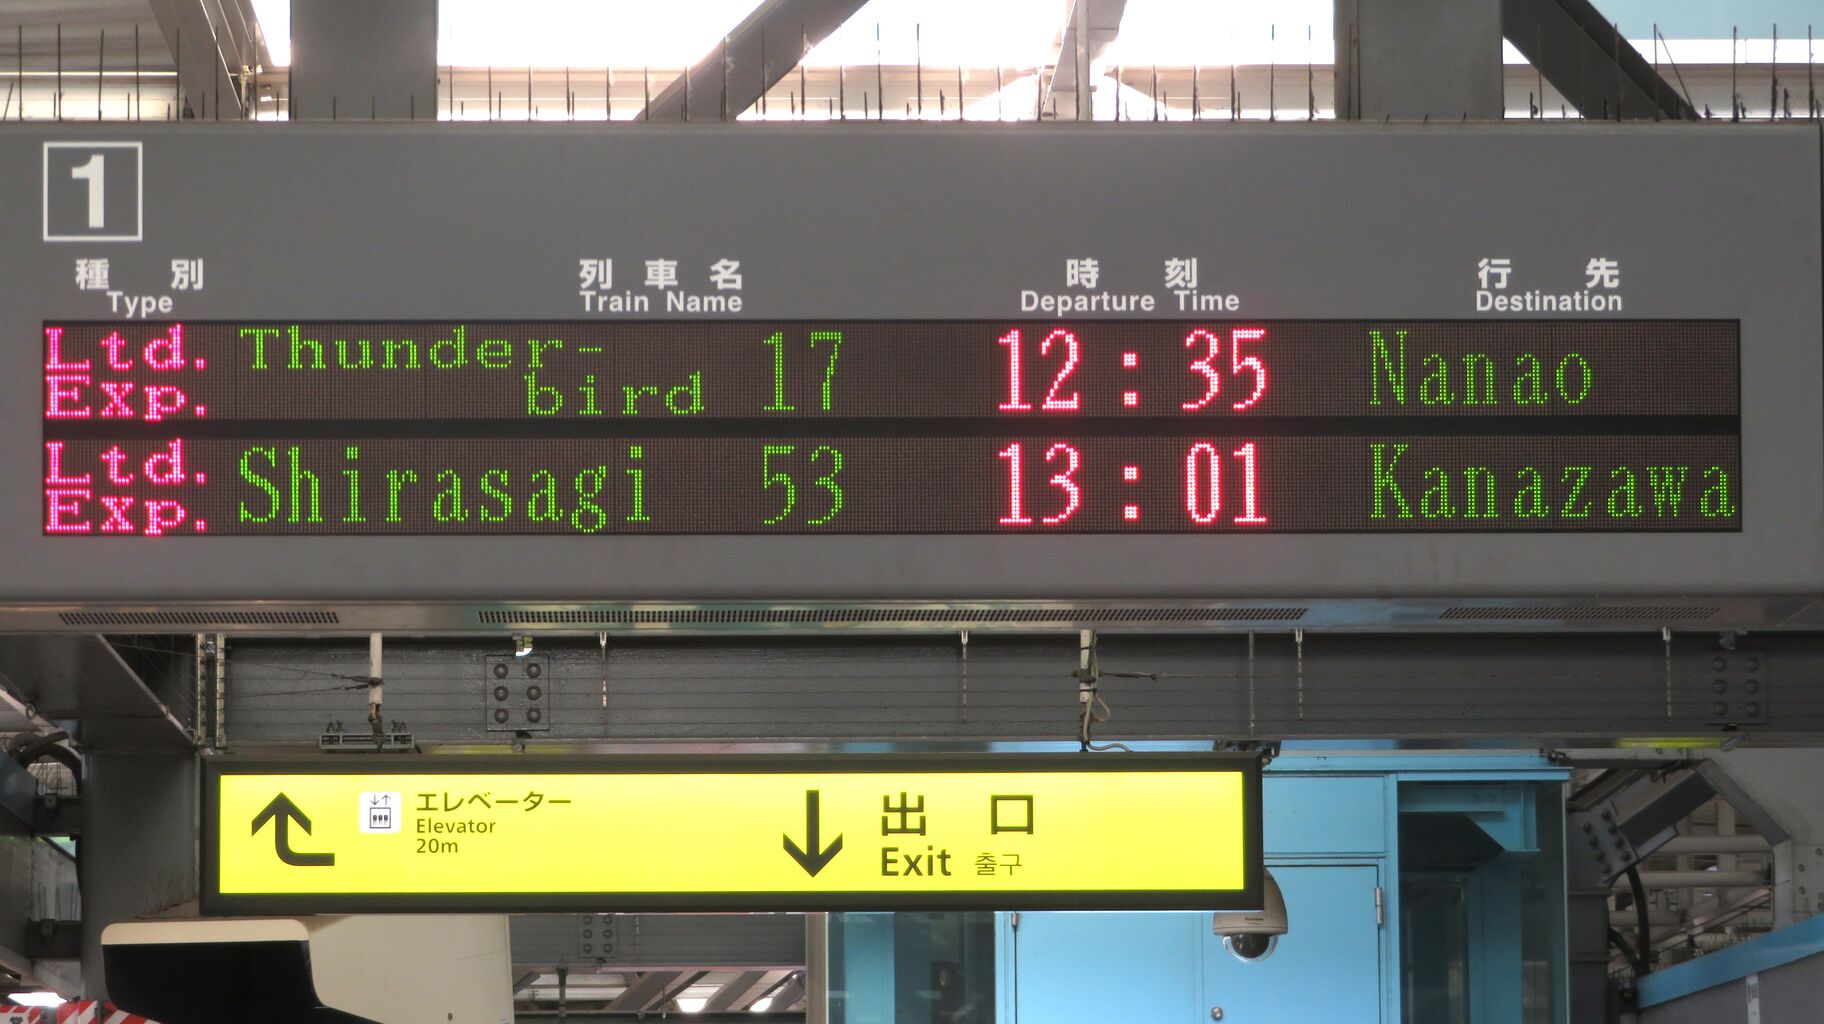 1
種別 列車名 時刻 行先
Type Train Name Departure Time Destination
Ltd. Exp. Thunder-bird 17 12:35 Nanao
Ltd. Exp. Shirasagi 53 13:01 Kanazawa
エレベーター
Elevator
20m
出口
Exit 출구